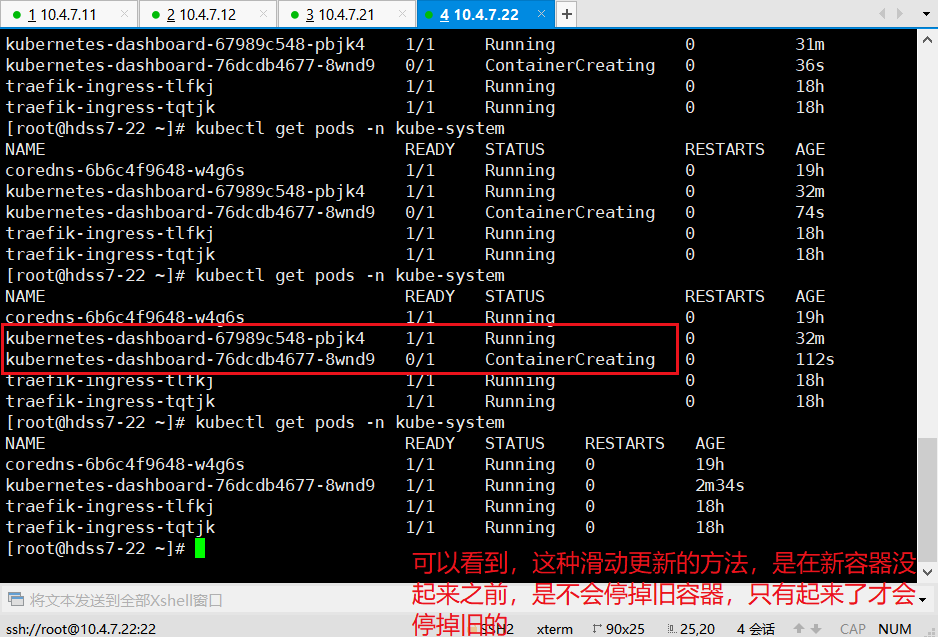 1 10.4.7.11 × 2 10.4.7.12 × 3 10.4.7.21 × 4 10.4.7.22 × +
kubernetes-dashboard-67989c548-pbjk4 1/1 Running 0 31m
kubernetes-dashboard-76dcdb4677-8wnd9 0/1 ContainerCreating 0 36s
traefik-ingress-tlfkj 1/1 Running 0 18h
traefik-ingress-tqtjk 1/1 Running 0 18h
[root@hdss7-22 ~]# kubectl get pods -n kube-system
NAME READY STATUS RESTARTS AGE
coredns-6b6c4f9648-w4g6s 1/1 Running 0 19h
kubernetes-dashboard-67989c548-pbjk4 1/1 Running 0 32m
kubernetes-dashboard-76dcdb4677-8wnd9 0/1 ContainerCreating 0 74s
traefik-ingress-tlfkj 1/1 Running 0 18h
traefik-ingress-tqtjk 1/1 Running 0 18h
[root@hdss7-22 ~]# kubectl get pods -n kube-system
NAME READY STATUS RESTARTS AGE
coredns-6b6c4f9648-w4g6s 1/1 Running 0 19h
kubernetes-dashboard-67989c548-pbjk4 1/1 Running 0 32m
kubernetes-dashboard-76dcdb4677-8wnd9 0/1 ContainerCreating 0 112s
traefik-ingress-tlfkj 1/1 Running 0 18h
traefik-ingress-tqtjk 1/1 Running 0 18h
[root@hdss7-22 ~]# kubectl get pods -n kube-system
NAME READY STATUS RESTARTS AGE
coredns-6b6c4f9648-w4g6s 1/1 Running 0 19h
kubernetes-dashboard-76dcdb4677-8wnd9 1/1 Running 0 2m34s
traefik-ingress-tlfkj 1/1 Running 0 18h
traefik-ingress-tqtjk 1/1 Running 0 18h
[root@hdss7-22 ~]#
可以看到，这种滑动更新的方法，是在新容器没
起来之前，是不会停掉旧容器，只有起来了才会
停掉旧的
将文本发送到全部Xshell窗口
ssh://root@10.4.7.22:22 SSH2 xterm 90x25 25,20 4 会话 CAP NUM